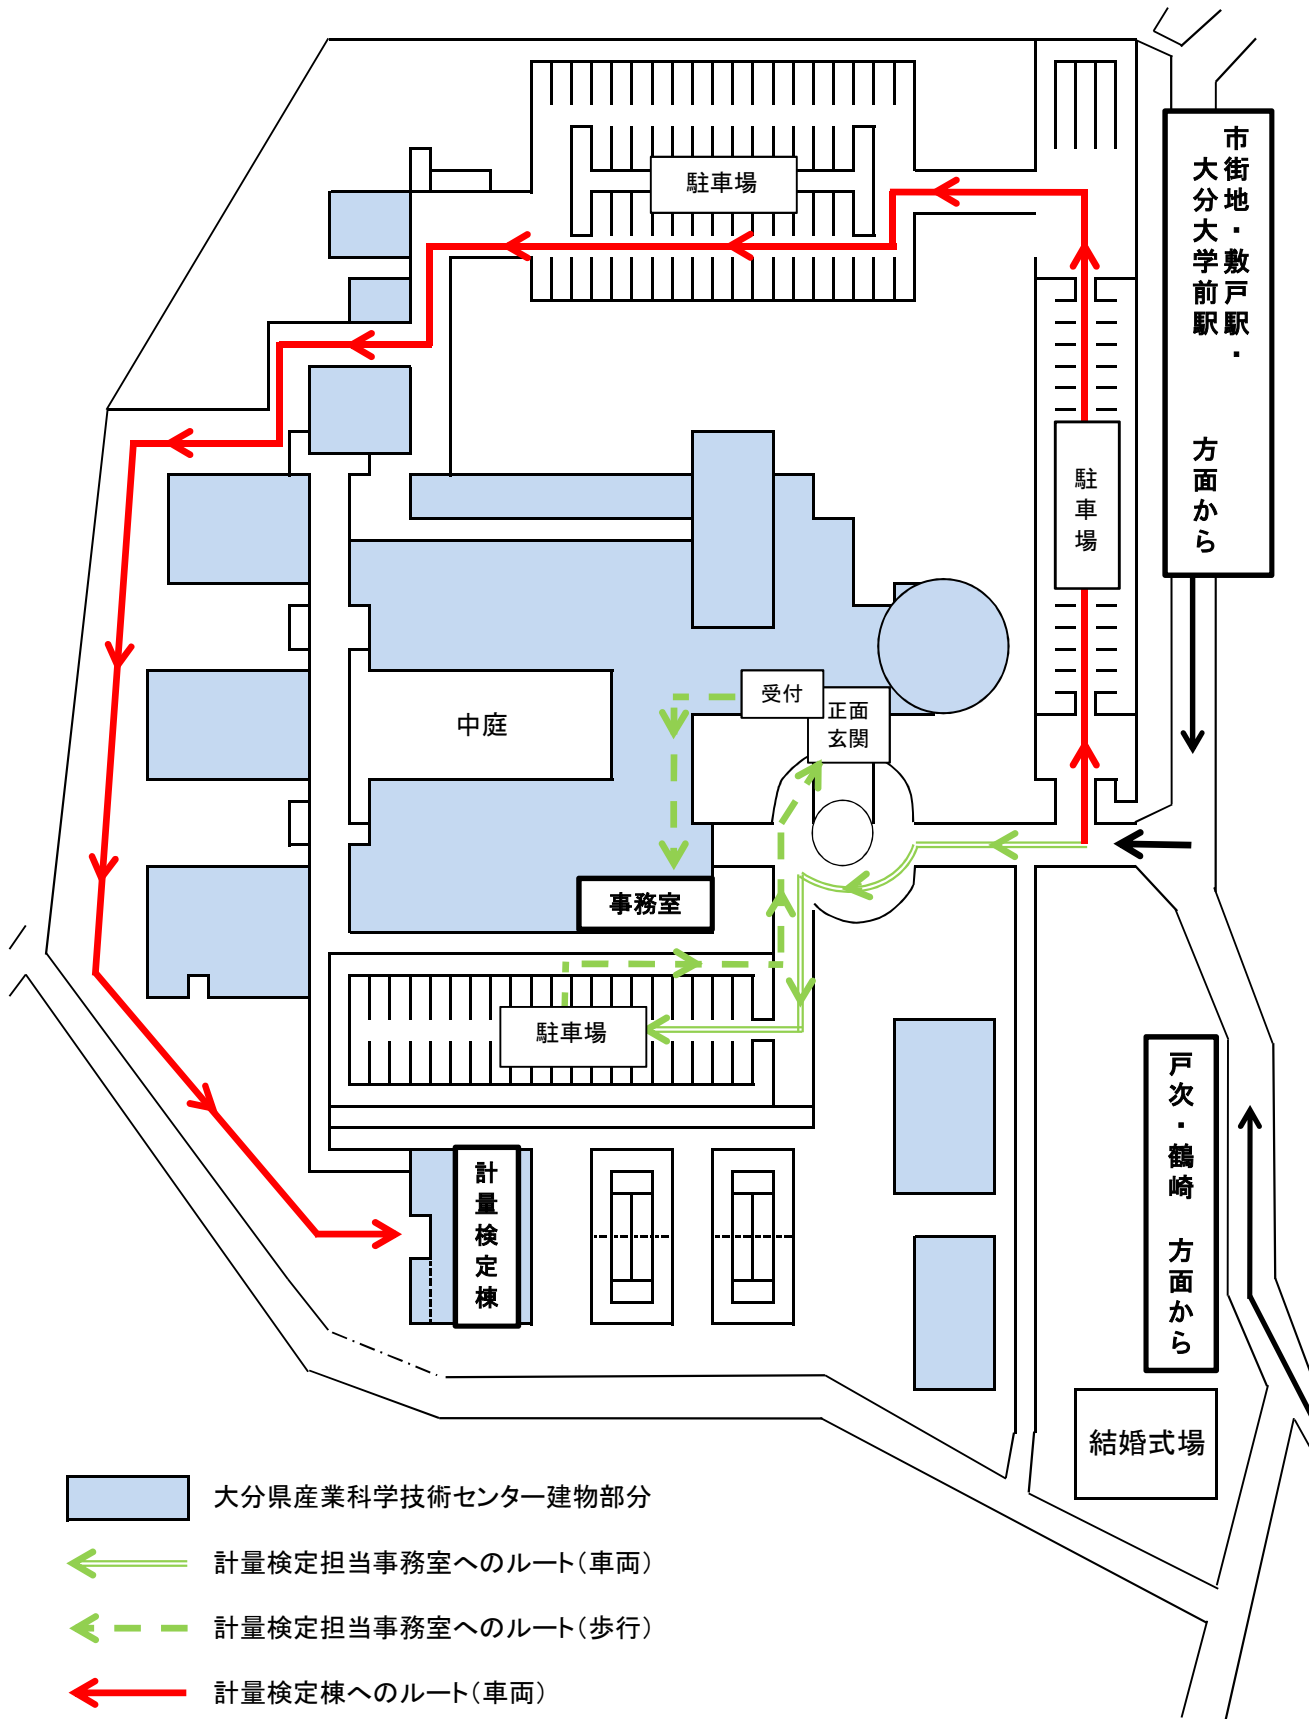 市街地・敷戸駅・
大分大学前駅　　　方面から
駐車場
駐車場
受付
正面
玄関
中庭
事務室
駐車場
戸次・鶴崎　方面から
計量検定棟
結婚式場
大分県産業科学技術センター建物部分
計量検定担当事務室へのルート（車両）
計量検定担当事務室へのルート（歩行）
計量検定棟へのルート（車両）